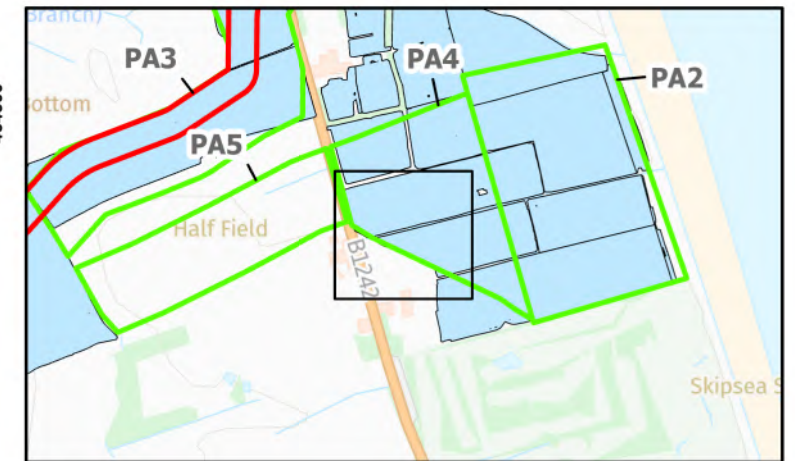 Branch)
PA3
PA4
PA2
Bottom
PA5
Half Field
B1242
Skipsea S